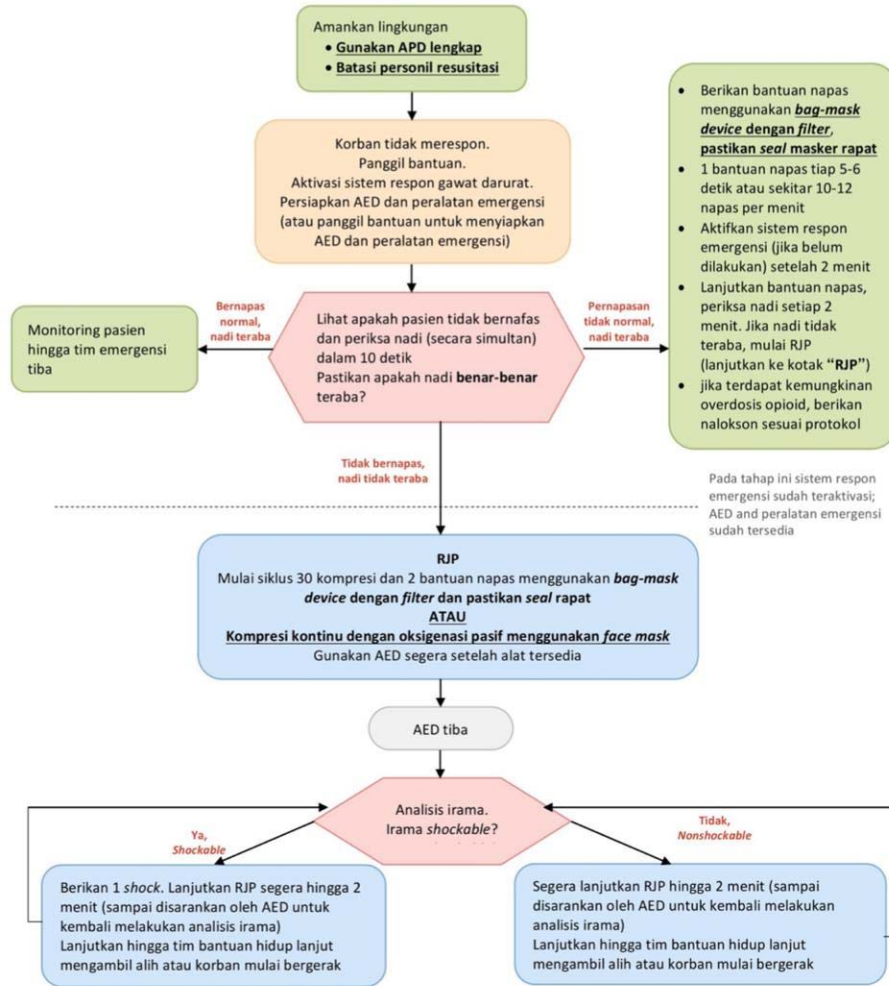 Amankan lingkungan
• Gunakan APD lengkap
• Batasi personil resusitasi
Korban tidak merespon.
Panggil bantuan.
Aktivasi sistem respon gawat darurat.
Persiapkan AED dan peralatan emergensi
(atau panggil bantuan untuk menyiapkan
AED dan peralatan emergensi)
• Berikan bantuan napas
menggunakan bag-mask
device dengan filter,
pastikan seal masker rapat
• 1 bantuan napas tiap 5-6
detik atau sekitar 10-12
napas per menit
• Aktifkan sistem respon
emergensi (jika belum
dilakukan) setelah 2 menit
• Lanjutkan bantuan napas,
periksa nadi setiap 2
menit. Jika nadi tidak
teraba, mulai RJP
(lanjutkan ke kotak “RJP”)
• jika terdapat kemungkinan
overdosis opioid, berikan
nalokson sesuai protokol
Bernapas
normal,
nadi teraba
Pernapasan
tidak normal,
nadi teraba
Monitoring pasien
hingga tim emergensi
tiba
Lihat apakah pasien tidak bernafas
dan periksa nadi (secara simultan)
dalam 10 detik
Pastikan apakah nadi benar-benar
teraba?
Tidak bernapas,
nadi tidak teraba
Pada tahap ini sistem respon
emergensi sudah teraktivasi;
AED and peralatan emergensi
sudah tersedia
RJP
Mulai siklus 30 kompresi dan 2 bantuan napas menggunakan bag-mask
device dengan filter dan pastikan seal rapat
ATAU
Kompresi kontinu dengan oksigenasi pasif menggunakan face mask
Gunakan AED segera setelah alat tersedia
AED tiba
Analisis irama.
Irama shockable?
Ya,
Shockable
Tidak,
Nonshockable
Berikan 1 shock. Lanjutkan RJP segera hingga 2
menit (sampai disarankan oleh AED untuk
kembali melakukan analisis irama)
Lanjutkan hingga tim bantuan hidup lanjut
mengambil alih atau korban mulai bergerak
Segera lanjutkan RJP hingga 2 menit (sampai
disarankan oleh AED untuk kembali melakukan
analisis irama)
Lanjutkan hingga tim bantuan hidup lanjut
mengambil alih atau korban mulai bergerak